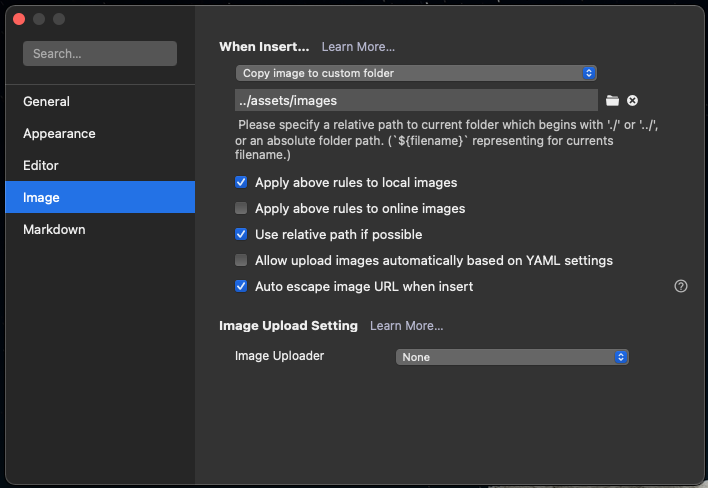 Search...
General
Appearance
Editor
Image
Markdown
When Insert... Learn More...
Copy image to custom folder
../assets/images
Please specify a relative path to current folder which begins with './' or '../',
or an absolute folder path. (`${filename}` representing for currents
filename.)
Apply above rules to local images
Apply above rules to online images
Use relative path if possible
Allow upload images automatically based on YAML settings
Auto escape image URL when insert
?
Image Upload Setting Learn More...
Image Uploader None